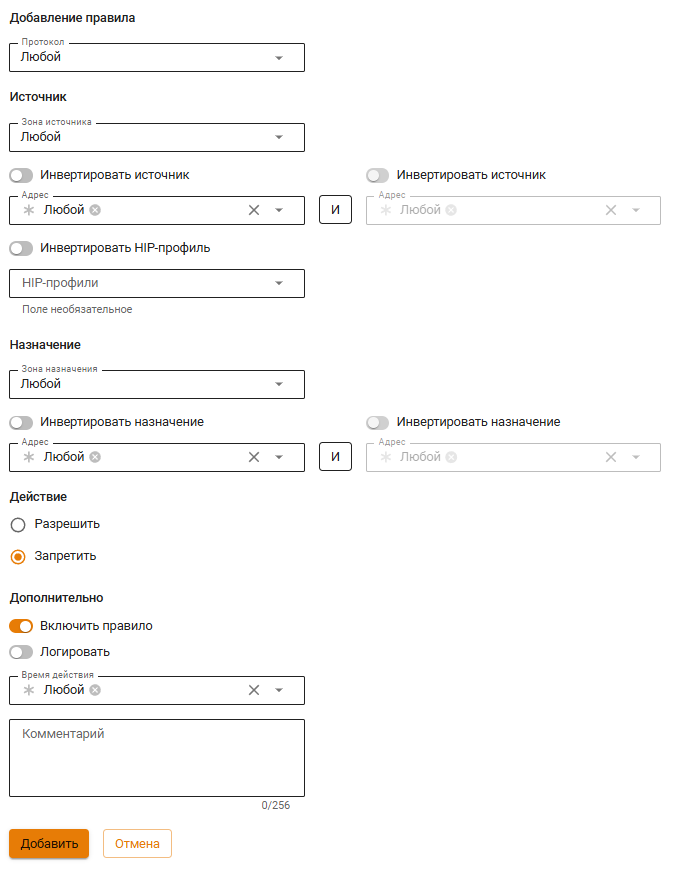 Добавление правила
Протокол
Любой
Источник
Зона источника
Любой
Инвертировать источник Инвертировать источник
Адрес Адрес
Любой И Любой
Инвертировать HIP-профиль
HIP-профили
Поле необязательное
Назначение
Зона назначения
Любой
Инвертировать назначение Инвертировать назначение
Адрес Адрес
Любой И Любой
Действие
Разрешить
Запретить
Дополнительно
Включить правило
Логировать
Время действия
Любой
Комментарий
0/256
Добавить Отмена